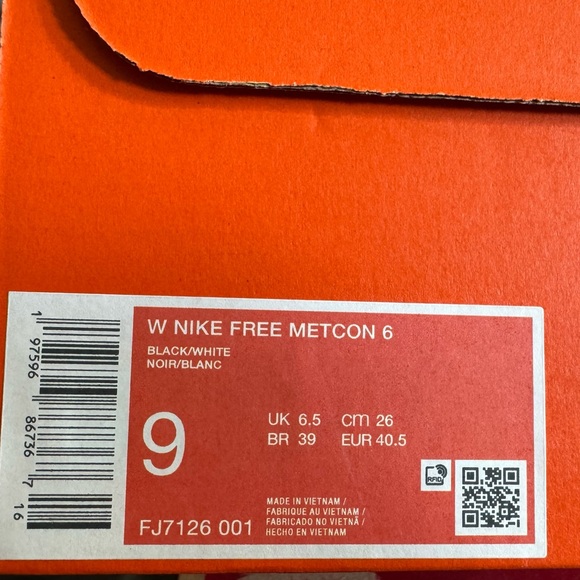 W NIKE FREE METCON 6
BLACK/WHITE
NOIR/BLANC
9
UK 6.5 cm 26
BR 39 EUR 40.5
RFID
MADE IN VIETNAM /
FABRIQUE AU VIETNAM /
FABRICADO NO VIETNÃ /
HECHO EN VIETNAM
FJ7126 001
1 97596 86736 7
16